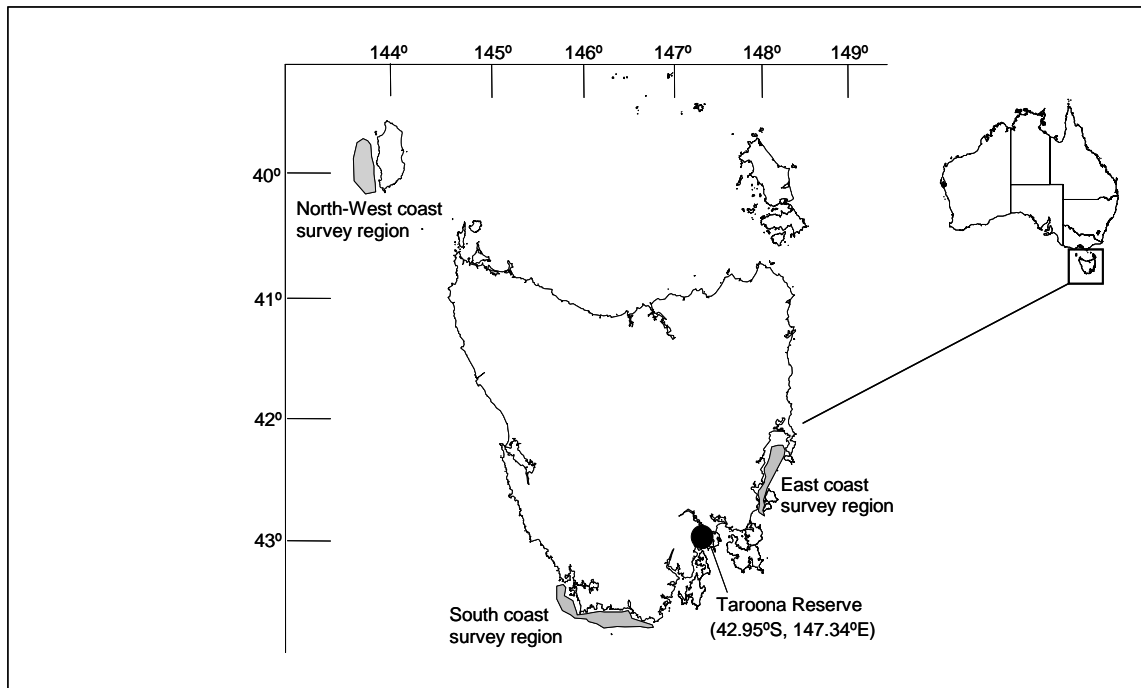 144º 145º 146º 147º 148º 149º
40º
North-West coast
survey region
41º
42º
East coast
survey region
43º
South coast
survey region
Taroona Reserve
(42.95ºS, 147.34ºE)